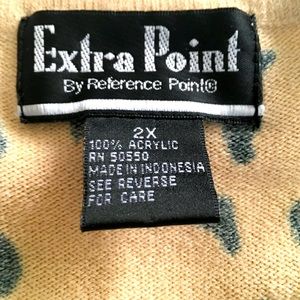 Extra Point
By Reference Point®
2X
100% ACRYLIC
RN 50550
MADE IN INDONESIA
SEE REVERSE
FOR CARE